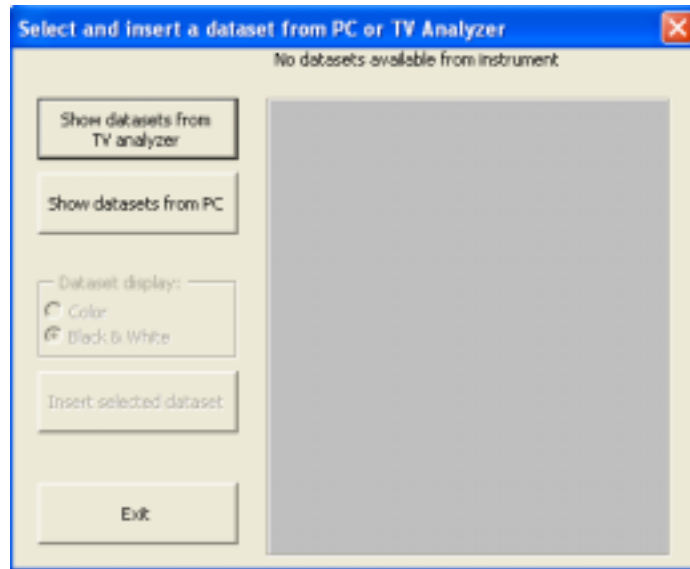 Select and insert a dataset from PC or TV Analyzer
No datasets available from instrument
Show datasets from
TV analyzer
Show datasets from PC
Dataset display:
Color
Black & White
Insert selected dataset
Exit